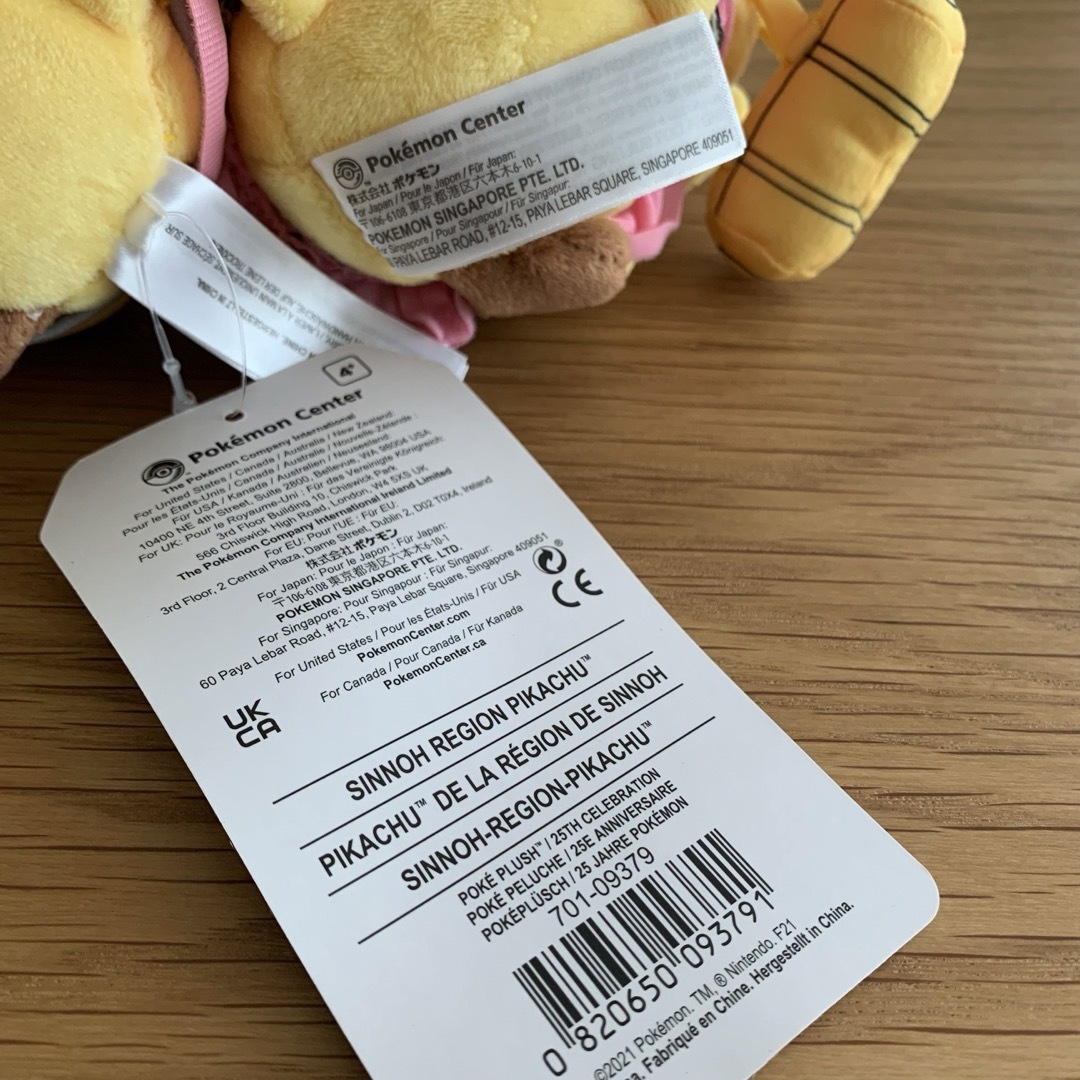 Pokémon Center
株式会社 ポケモン
For Japan: / Pour le Japon / Für Japan:
〒106-6108 東京都港区六本木6-10-1
POKEMON SINGAPORE PTE. LTD.
For Singapore / Pour Singapour / Für Singapur:
PAYA LEBAR ROAD, #12-15, PAYA LEBAR SQUARE, SINGAPORE 409051
4+
Pokémon Center
The Pokémon Company International
For United States / Canada / Australia / New Zealand:
Pour les États-Unis / Canada / Australie / Nouvelle-Zélande :
Für USA / Kanada / Australien / Neuseeland:
10400 NE 4th Street, Suite 2800, Bellevue, WA 98004 USA
For UK: Pour le Royaume-Uni : Für das Vereinigte Königreich:
3rd Floor Building 10, Chiswick Park
566 Chiswick High Road, London, W4 5XS UK
The Pokémon Company International Ireland Limited
For EU: Pour l'UE : Für EU:
3rd Floor, 2 Central Plaza, Dame Street, Dublin 2, D02 T0X4, Ireland
株式会社 ポケモン
For Japan: Pour le Japon : Für Japan:
〒106-6108 東京都港区六本木6-10-1
POKEMON SINGAPORE PTE. LTD.
For Singapore: Pour Singapour : Für Singapur:
60 Paya Lebar Road, #12-15, Paya Lebar Square, Singapore 409051
For United States / Pour les États-Unis / Für USA
PokemonCenter.com
For Canada / Pour Canada / Für Kanada
PokemonCenter.ca
CE
UK
CA
SINNOH REGION PIKACHU™
PIKACHU™ DE LA RÉGION DE SINNOH
SINNOH-REGION-PIKACHU™
POKÉ PLUSH™ / 25TH CELEBRATION
POKÉ PELUCHE / 25E ANNIVERSAIRE
POKÉPLÜSCH / 25 JAHRE POKÉMON
701-09379
0 820650 093791
©2021 Pokémon. TM, ® Nintendo. F21
Fabriqué en Chine. Hergestellt in China.